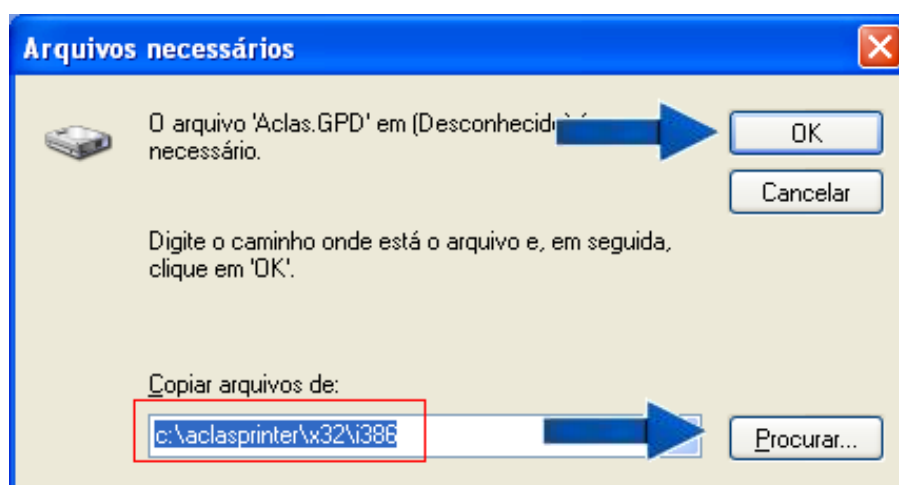 Arquivos necessários
O arquivo 'Aclas.GPD' em
necessário.
OK
Cancelar
Digite o caminho onde está o arquivo e, em seguida,
clique em 'OK'.
Copiar arquivos de:
c:\aclasprinter\x32\i386
Procurar...